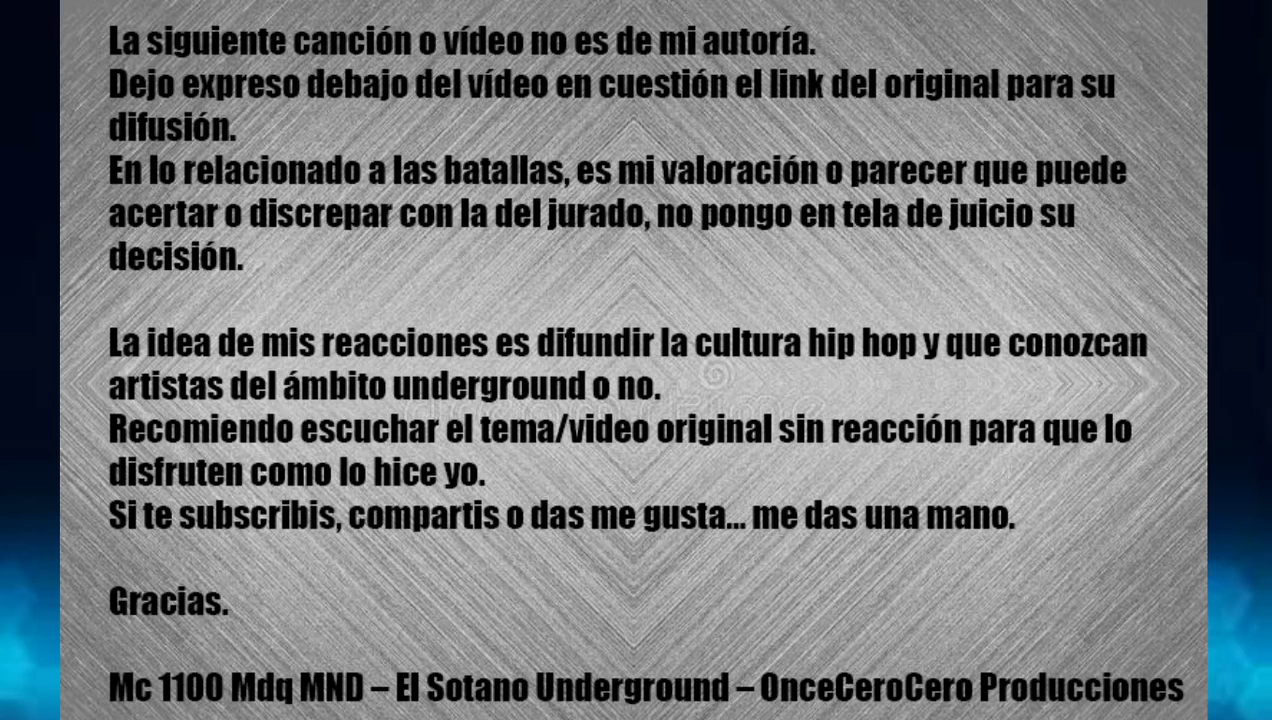 La siguiente canción o vídeo no es de mi autoría.
Dejo expreso debajo del vídeo en cuestión el link del original para su
difusión.
En lo relacionado a las batallas, es mi valoración o parecer que puede
acertar o discrepar con la del jurado, no pongo en tela de juicio su
decisión.
La idea de mis reacciones es difundir la cultura hip hop y que conozcan
artistas del ámbito underground o no.
Recomiendo escuchar el tema/video original sin reacción para que lo
disfruten como lo hice yo.
Si te subscribis, compartis o das me gusta... me das una mano.
Gracias.
Mc 1100 Mdq MND – El Sotano Underground – OnceCeroCero Producciones